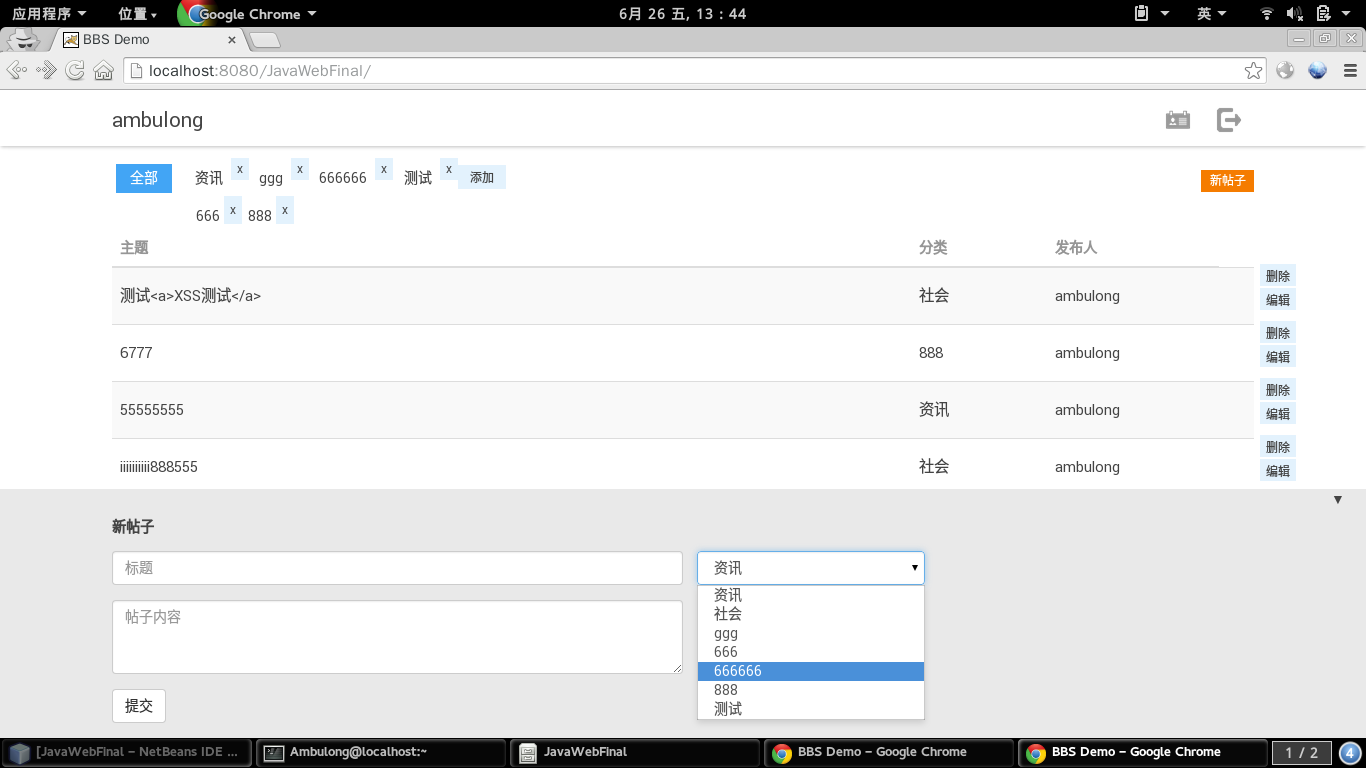 应用程序 位置 Google Chrome 6月 26 五, 13 : 44 英
BBS Demo
localhost:8080/JavaWebFinal/
ambulong
全部 资讯 x ggg x 666666 x 测试 x 添加 新帖子
666 x 888 x
主题 分类 发布人
测试<a>XSS测试</a> 社会 ambulong 删除 编辑
6777 888 ambulong 删除 编辑
55555555 资讯 ambulong 删除 编辑
iiiiiiiiii888555 社会 ambulong 删除 编辑
新帖子
标题 资讯
帖子内容
资讯
社会
ggg
666
666666
888
测试
提交
[JavaWebFinal – NetBeans IDE ... Ambulong@localhost:~ JavaWebFinal BBS Demo – Google Chrome BBS Demo – Google Chrome 1 / 2 4